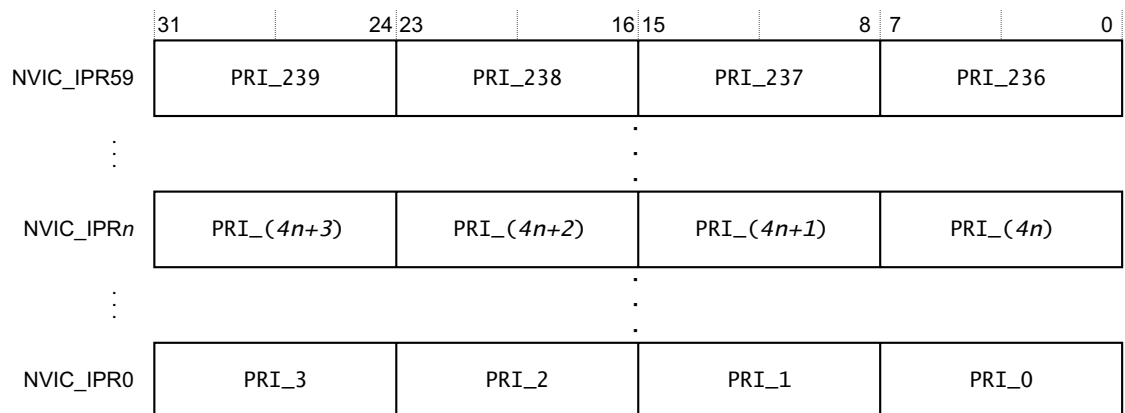 31 24 23 16 15 8 7 0
NVIC_IPR59 PRI_239 PRI_238 PRI_237 PRI_236
NVIC_IPRn PRI_(4n+3) PRI_(4n+2) PRI_(4n+1) PRI_(4n)
NVIC_IPR0 PRI_3 PRI_2 PRI_1 PRI_0